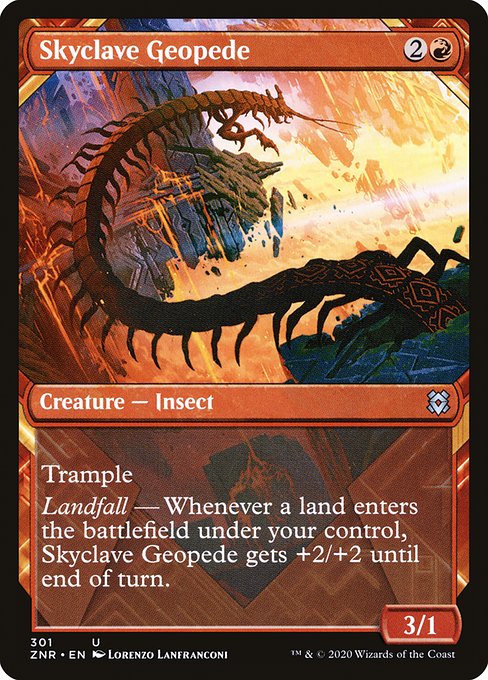 Skyclave Geopede 2
Creature — Insect
Trample
Landfall — Whenever a land enters
the battlefield under your control,
Skyclave Geopede gets +2/+2 until
end of turn.
3/1
301 U
ZNR • EN Lorenzo Lanfranconi ™ & © 2020 Wizards of the Coast